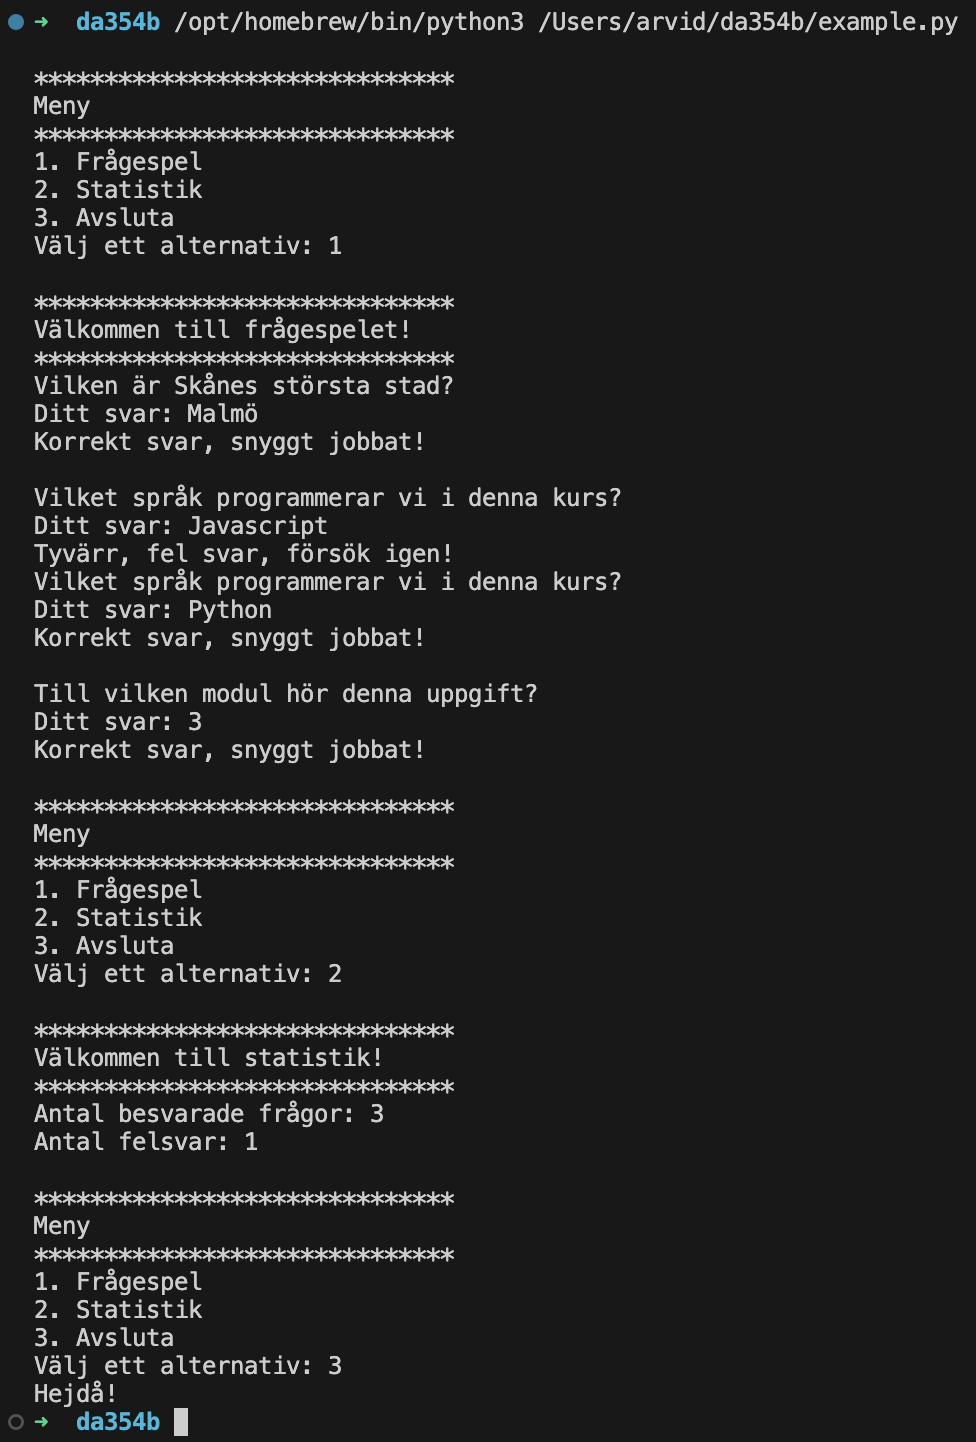 ➜ da354b /opt/homebrew/bin/python3 /Users/arvid/da354b/example.py
******************************
Meny
******************************
1. Frågespel
2. Statistik
3. Avsluta
Välj ett alternativ: 1
******************************
Välkommen till frågespelet!
******************************
Vilken är Skånes största stad?
Ditt svar: Malmö
Korrekt svar, snyggt jobbat!
Vilket språk programmerar vi i denna kurs?
Ditt svar: Javascript
Tyvärr, fel svar, försök igen!
Vilket språk programmerar vi i denna kurs?
Ditt svar: Python
Korrekt svar, snyggt jobbat!
Till vilken modul hör denna uppgift?
Ditt svar: 3
Korrekt svar, snyggt jobbat!
******************************
Meny
******************************
1. Frågespel
2. Statistik
3. Avsluta
Välj ett alternativ: 2
******************************
Välkommen till statistik!
******************************
Antal besvarade frågor: 3
Antal felsvar: 1
******************************
Meny
******************************
1. Frågespel
2. Statistik
3. Avsluta
Välj ett alternativ: 3
Hejdå!
➜ da354b